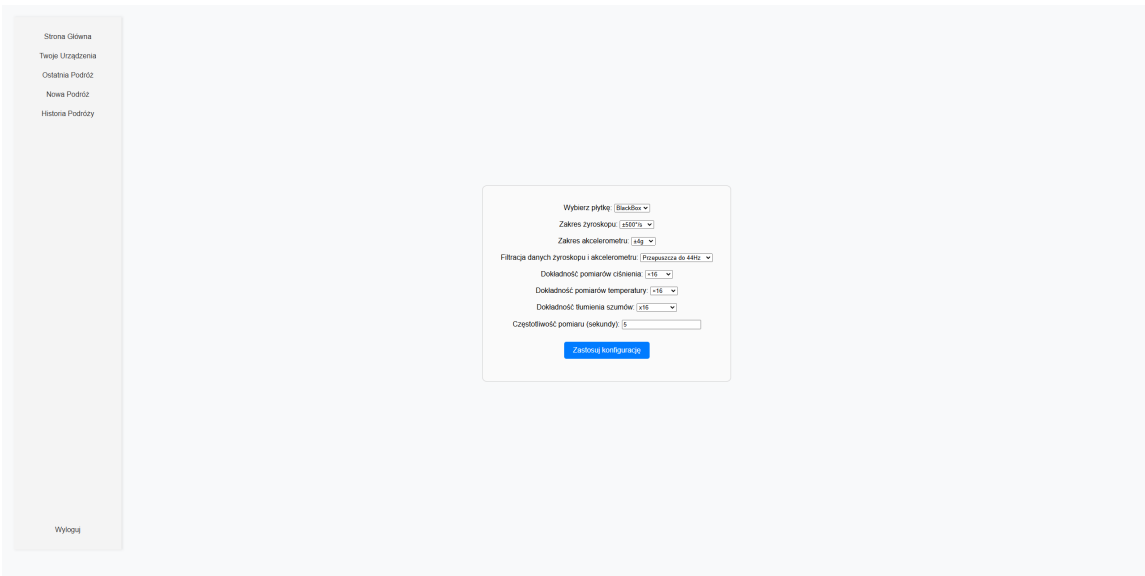 Strona Główna
Twoje Urządzenia
Ostatnia Podróż
Nowa Podróż
Historia Podróży
Wybierz płytkę: BlackBox
Zakres żyroskopu: ±500°/s
Zakres akcelerometru: ±4g
Filtracja danych żyroskopu i akcelerometru: Przepuszcza do 44Hz
Dokładność pomiarów ciśnienia: ×16
Dokładność pomiarów temperatury: ×16
Dokładność tłumienia szumów: x16
Częstotliwość pomiaru (sekundy): 5
Zastosuj konfigurację
Wyloguj